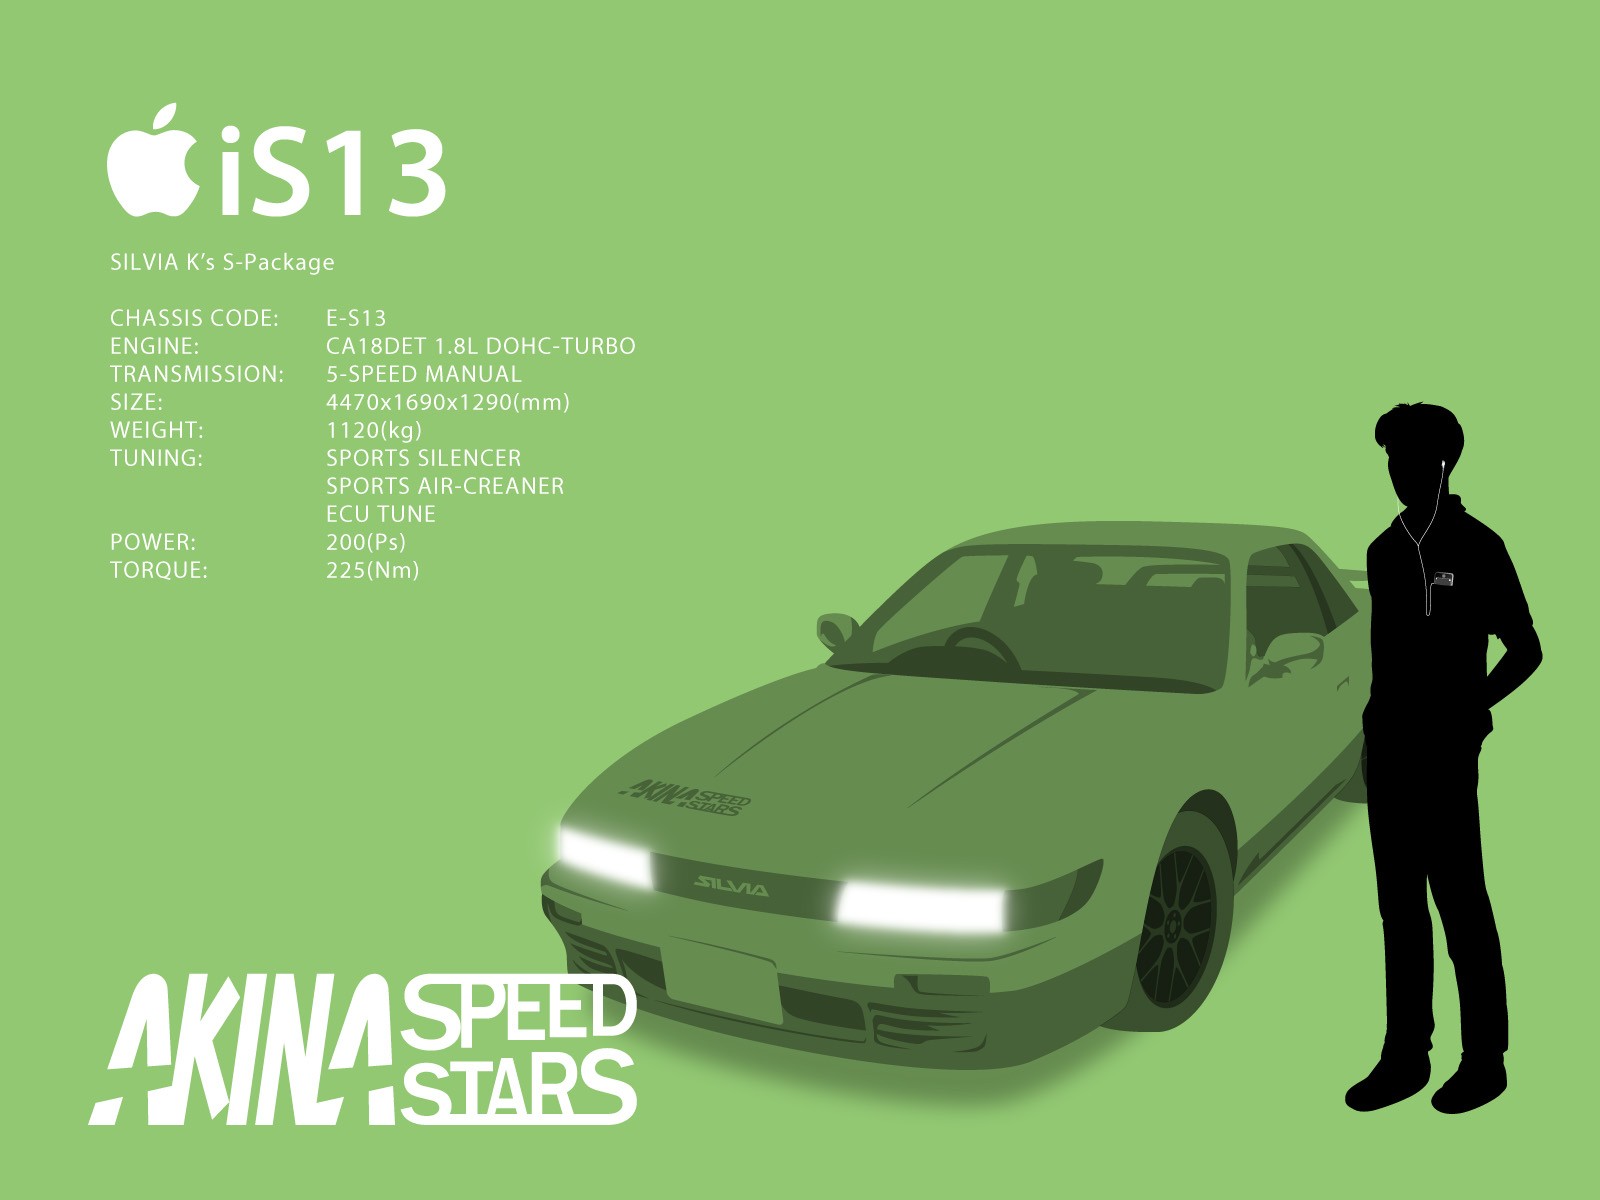 iS13
SILVIA K's S-Package
CHASSIS CODE: E-S13
ENGINE: CA18DET 1.8L DOHC-TURBO
TRANSMISSION: 5-SPEED MANUAL
SIZE: 4470x1690x1290(mm)
WEIGHT: 1120(kg)
TUNING: SPORTS SILENCER
SPORTS AIR-CREANER
ECU TUNE
POWER: 200(Ps)
TORQUE: 225(Nm)
AKINA SPEED
STARS
SILVIA
AKINA SPEED
STARS